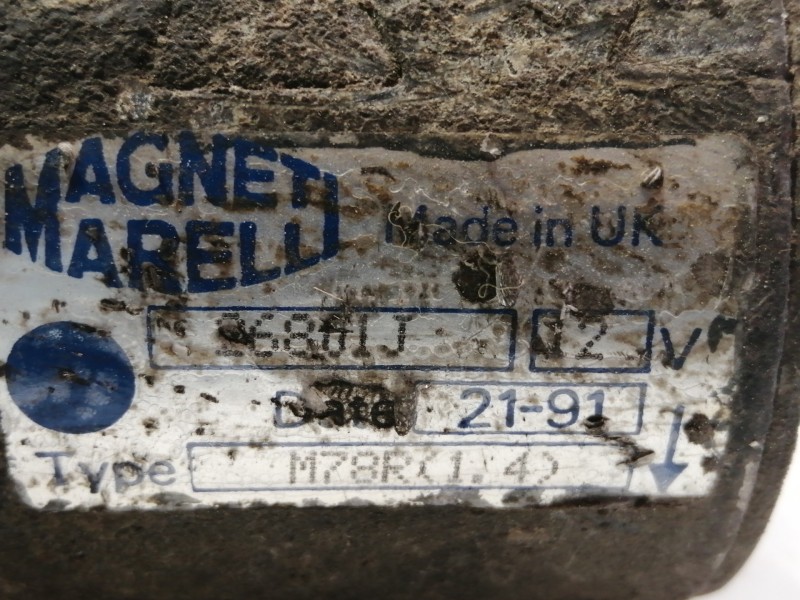 MAGNETI
MARELLI
Made in UK
12 V
Date 21-91
Type M78R(1,4)